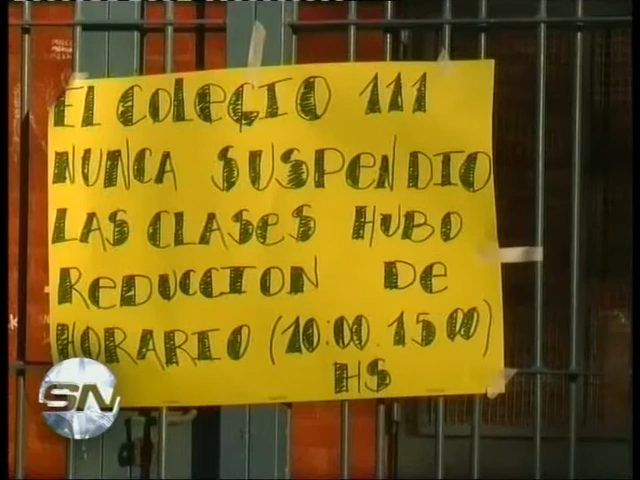 EL COLEGIO 111
NUNCA SUSPENDIO
LAS CLASES HUBO
REDUCCION DE
HORARIO (10:00.15 00)
HS
SN